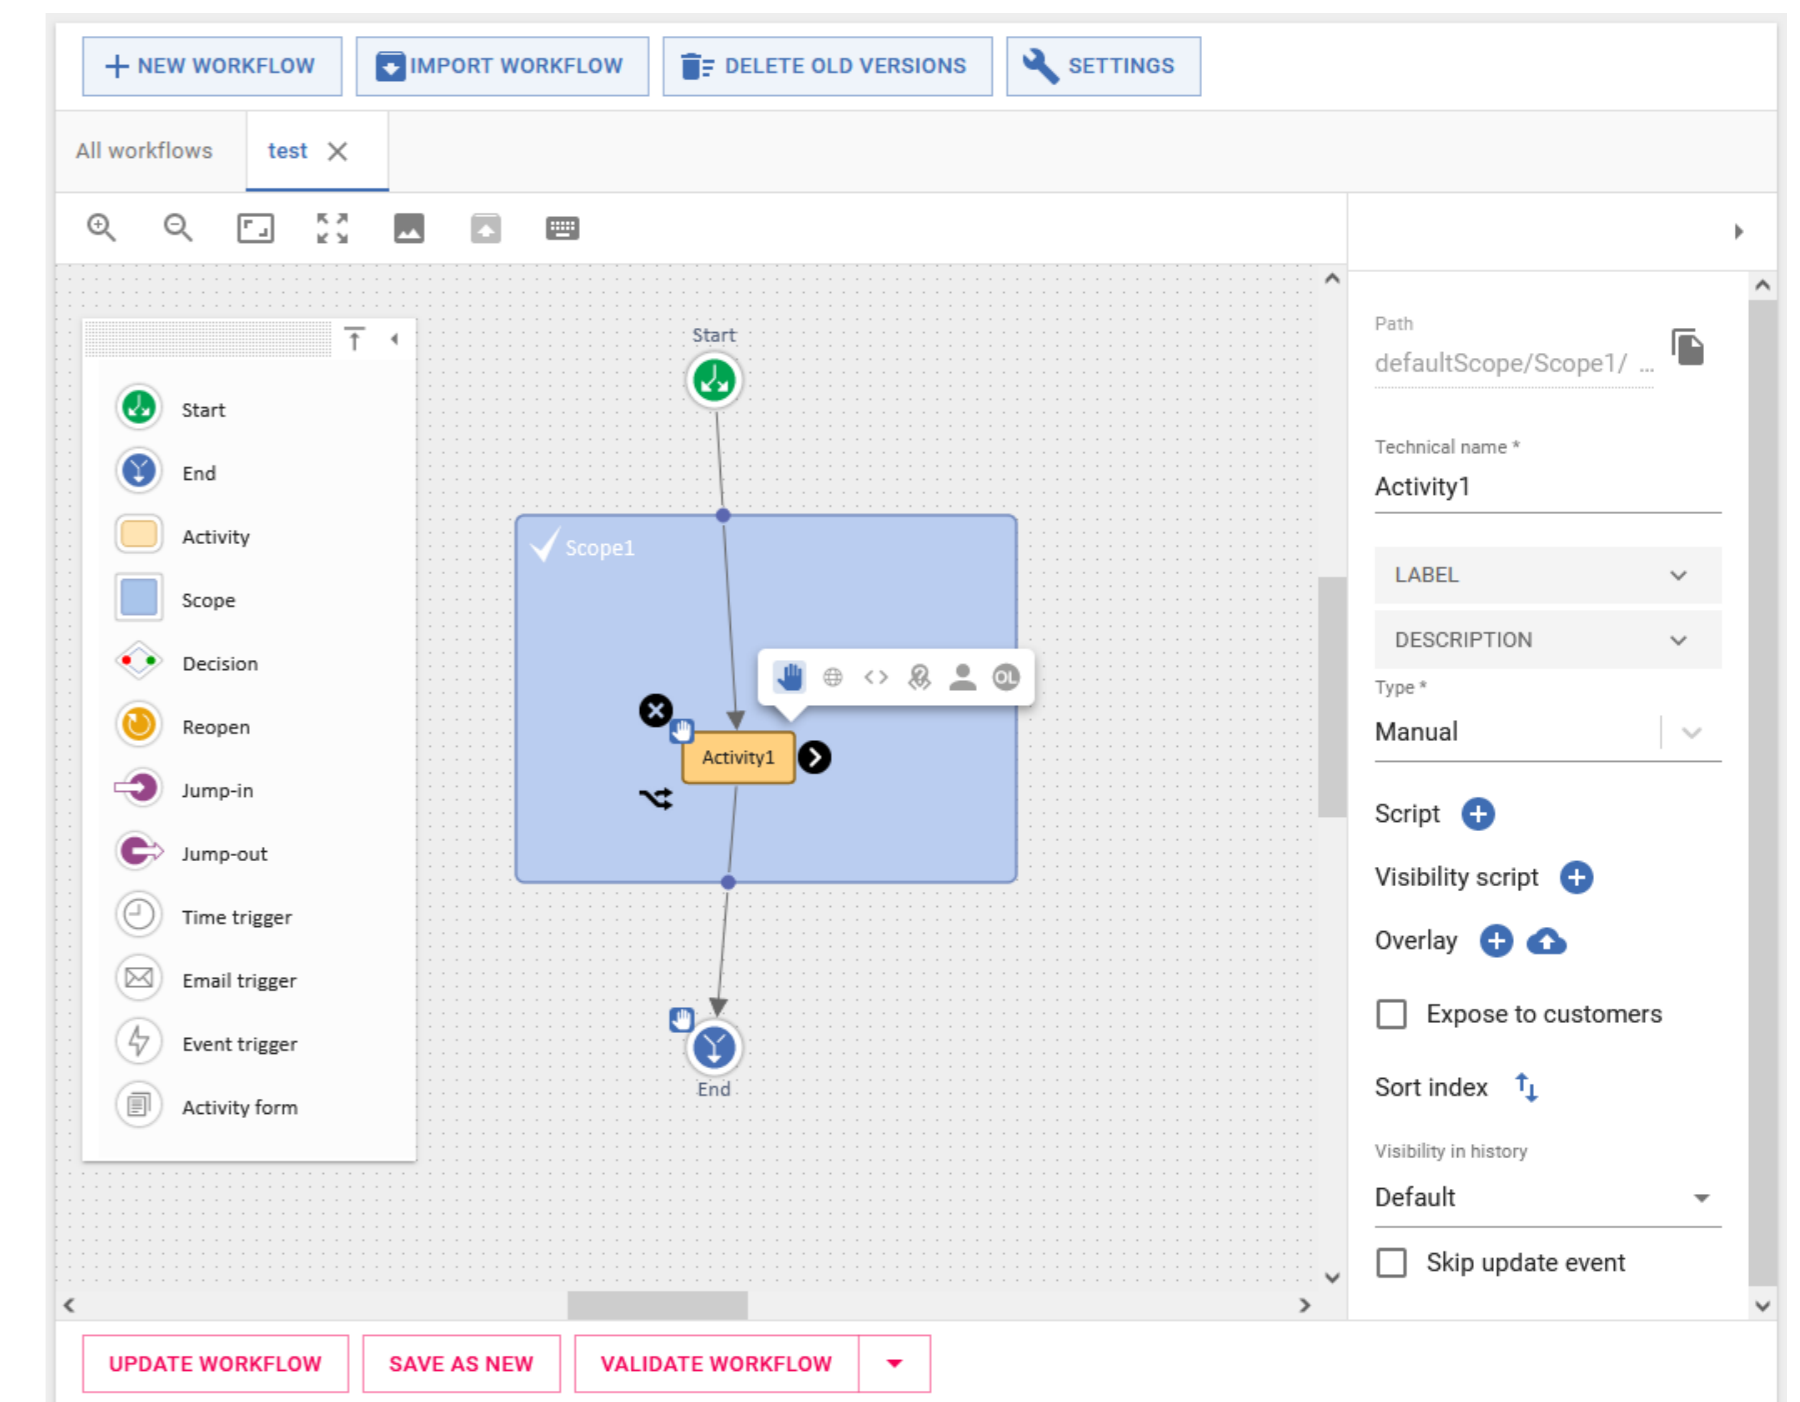 NEW WORKFLOW
IMPORT WORKFLOW
DELETE OLD VERSIONS
SETTINGS
All workflows
test
Start
End
Activity
Scope
Decision
Reopen
Jump-in
Jump-out
Time trigger
Email trigger
Event trigger
Activity form
Start
Scope1
OL
Activity1
End
Path
defaultScope/Scope1/ ...
Technical name *
Activity1
LABEL
DESCRIPTION
Type *
Manual
Script
Visibility script
Overlay
Expose to customers
Sort index
Visibility in history
Default
Skip update event
UPDATE WORKFLOW
SAVE AS NEW
VALIDATE WORKFLOW